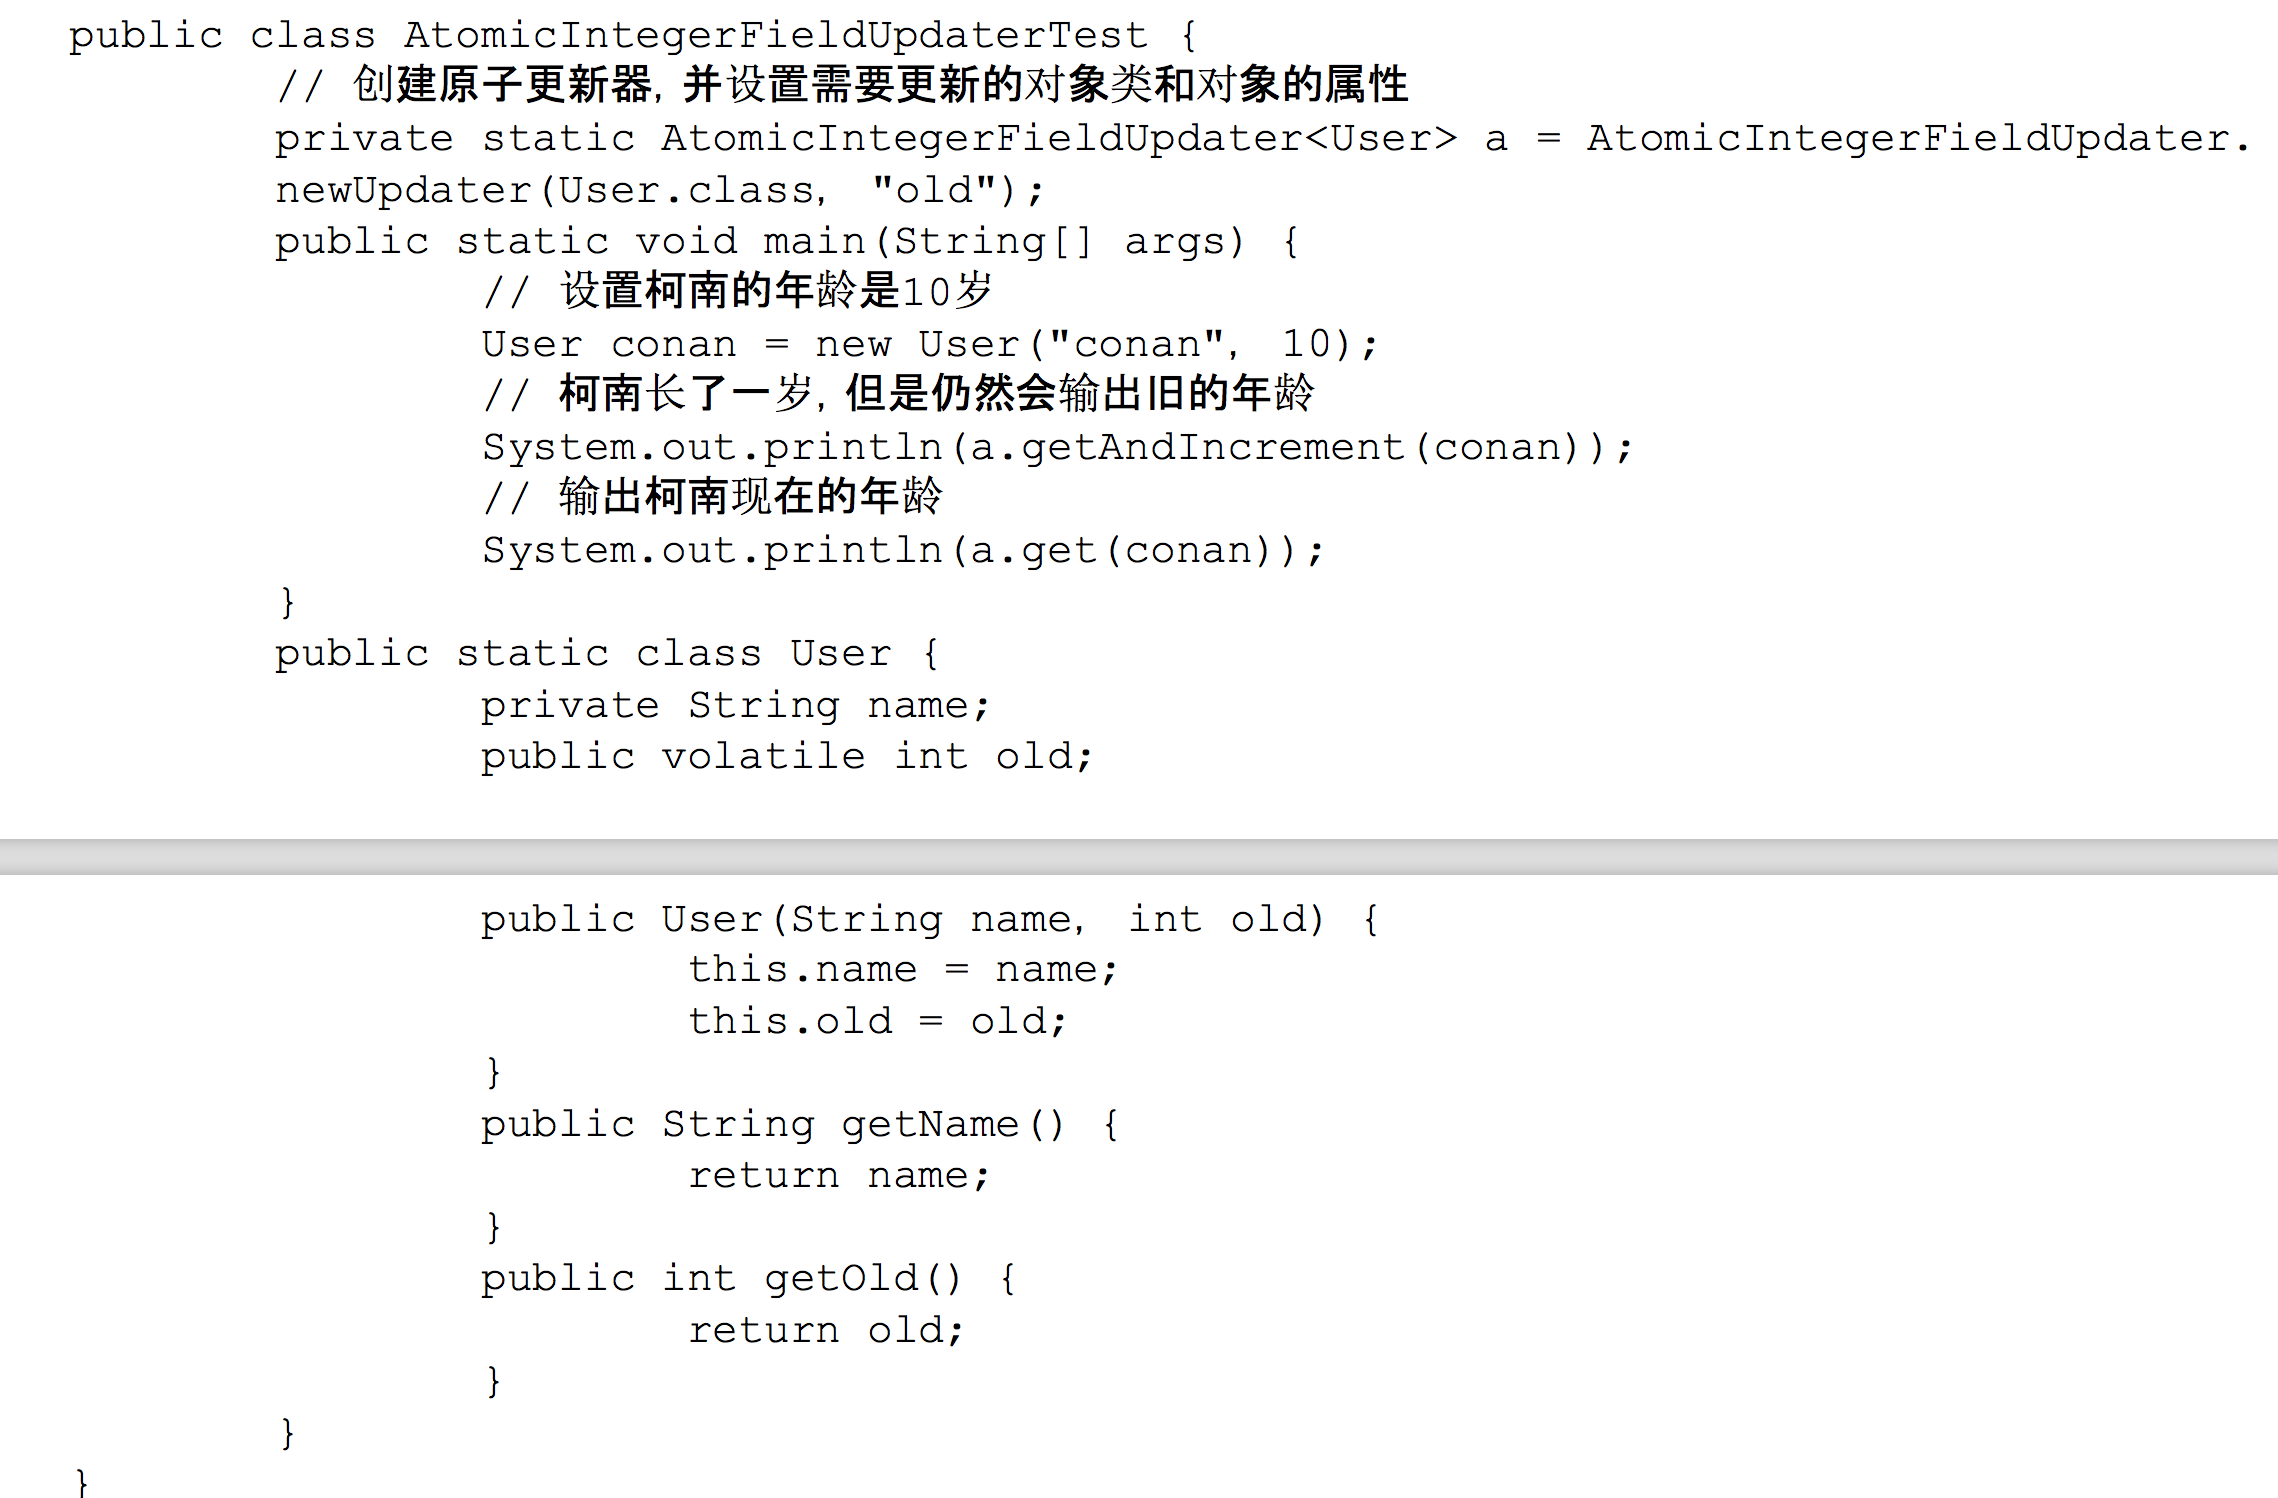 public class AtomicIntegerFieldUpdaterTest {
// 创建原子更新器，并设置需要更新的对象类和对象的属性
private static AtomicIntegerFieldUpdater<User> a = AtomicIntegerFieldUpdater.
newUpdater(User.class, "old");
public static void main(String[] args) {
// 设置柯南的年龄是10岁
User conan = new User("conan", 10);
// 柯南长了一岁，但是仍然会输出旧的年龄
System.out.println(a.getAndIncrement(conan));
// 输出柯南现在的年龄
System.out.println(a.get(conan));
}
public static class User {
private String name;
public volatile int old;
public User(String name, int old) {
this.name = name;
this.old = old;
}
public String getName() {
return name;
}
public int getOld() {
return old;
}
}
}